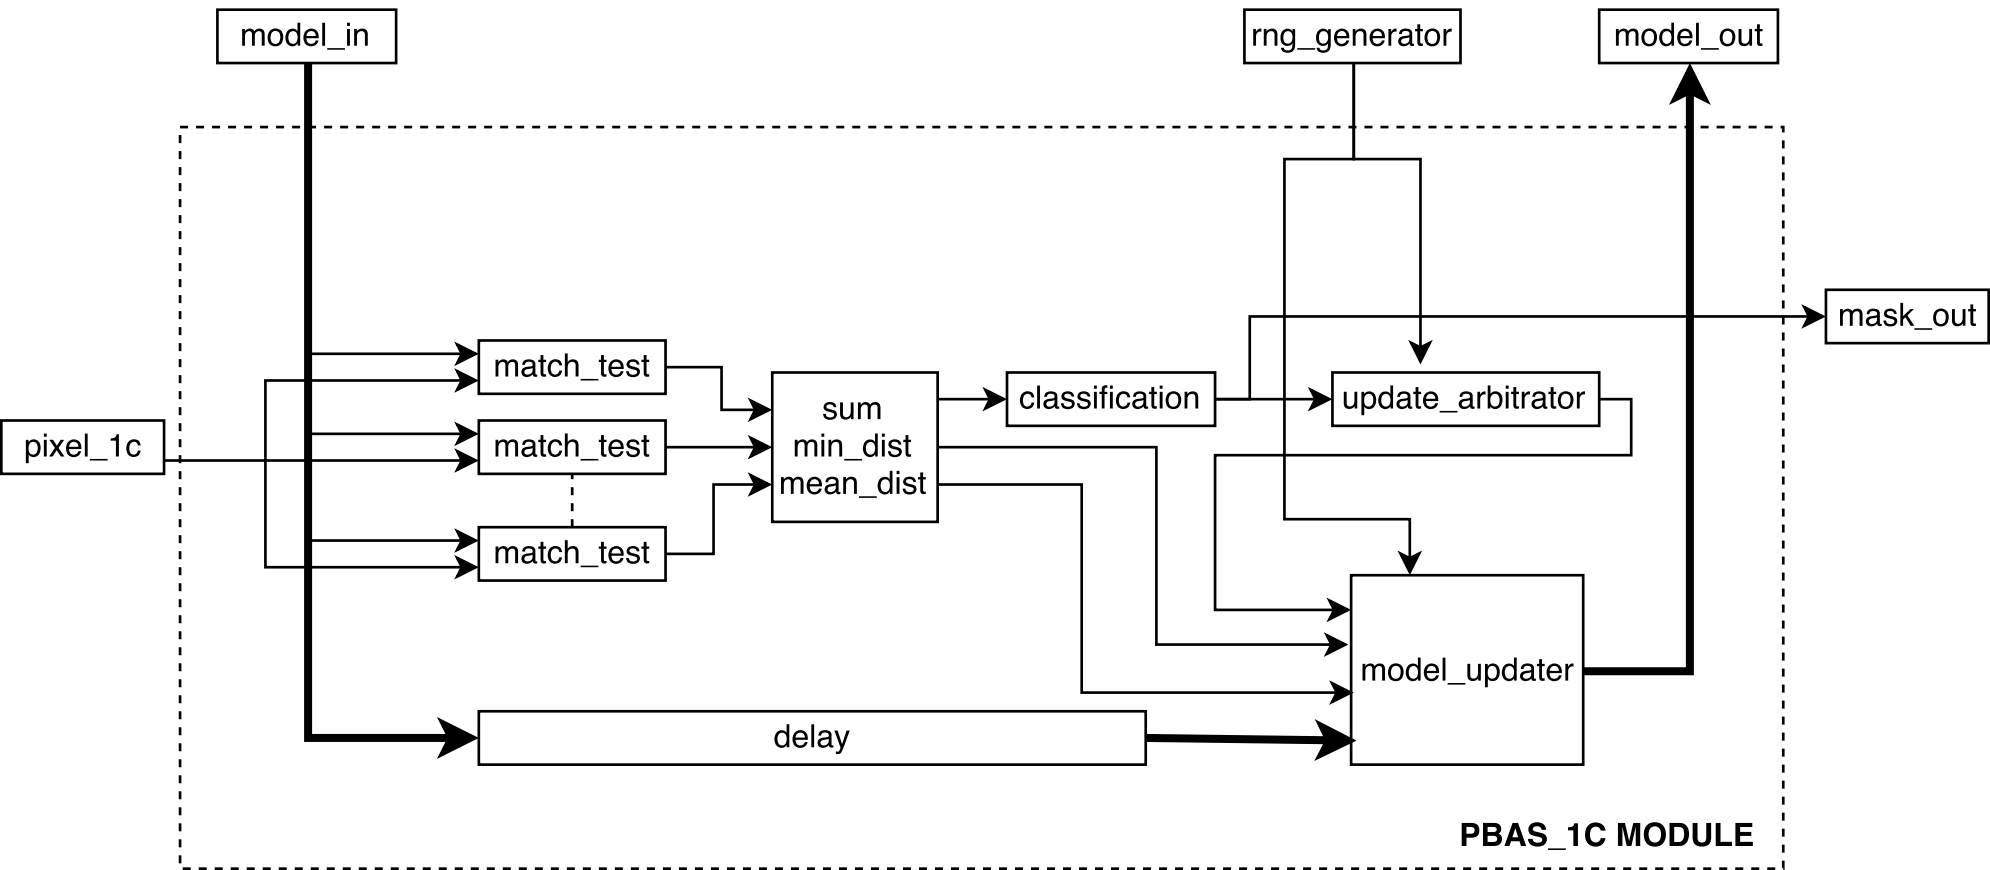 model_in
rng_generator
model_out
mask_out
match_test
sum
classification
update_arbitrator
pixel_1c
match_test
min_dist
mean_dist
match_test
model_updater
delay
PBAS_1C MODULE